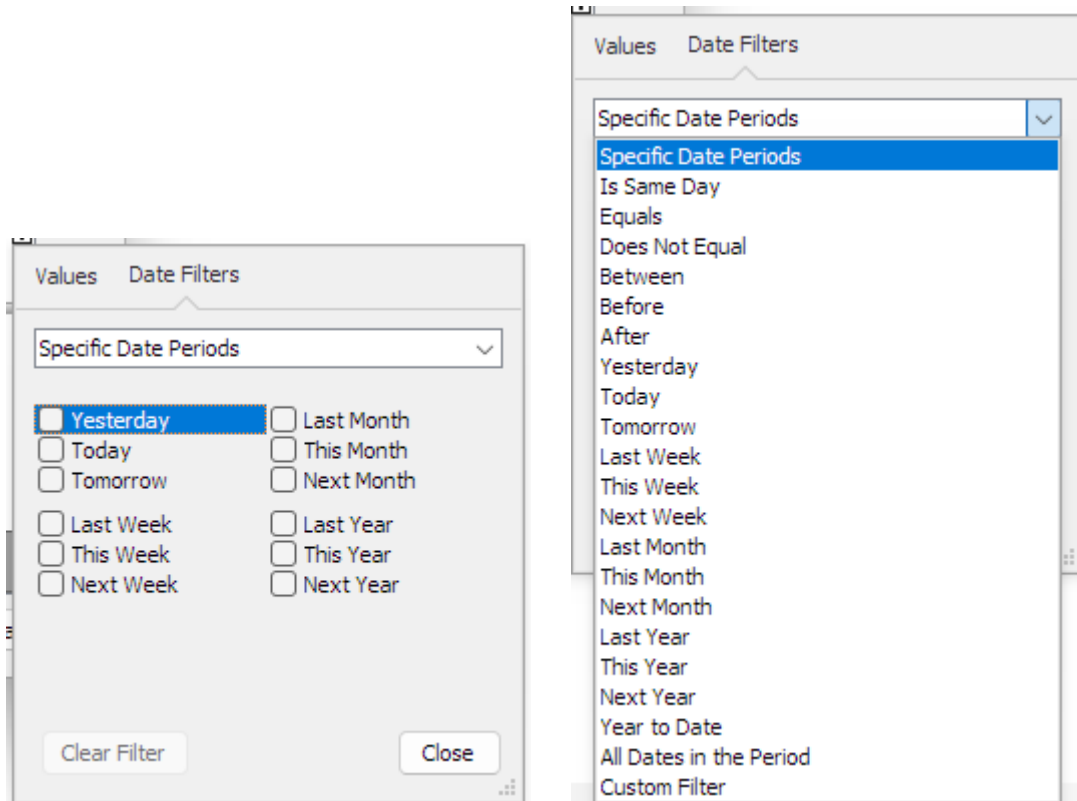 Values Date Filters
Specific Date Periods
Yesterday Last Month
Today This Month
Tomorrow Next Month
Last Week Last Year
This Week This Year
Next Week Next Year
Clear Filter Close
Values Date Filters
Specific Date Periods
Specific Date Periods
Is Same Day
Equals
Does Not Equal
Between
Before
After
Yesterday
Today
Tomorrow
Last Week
This Week
Next Week
Last Month
This Month
Next Month
Last Year
This Year
Next Year
Year to Date
All Dates in the Period
Custom Filter